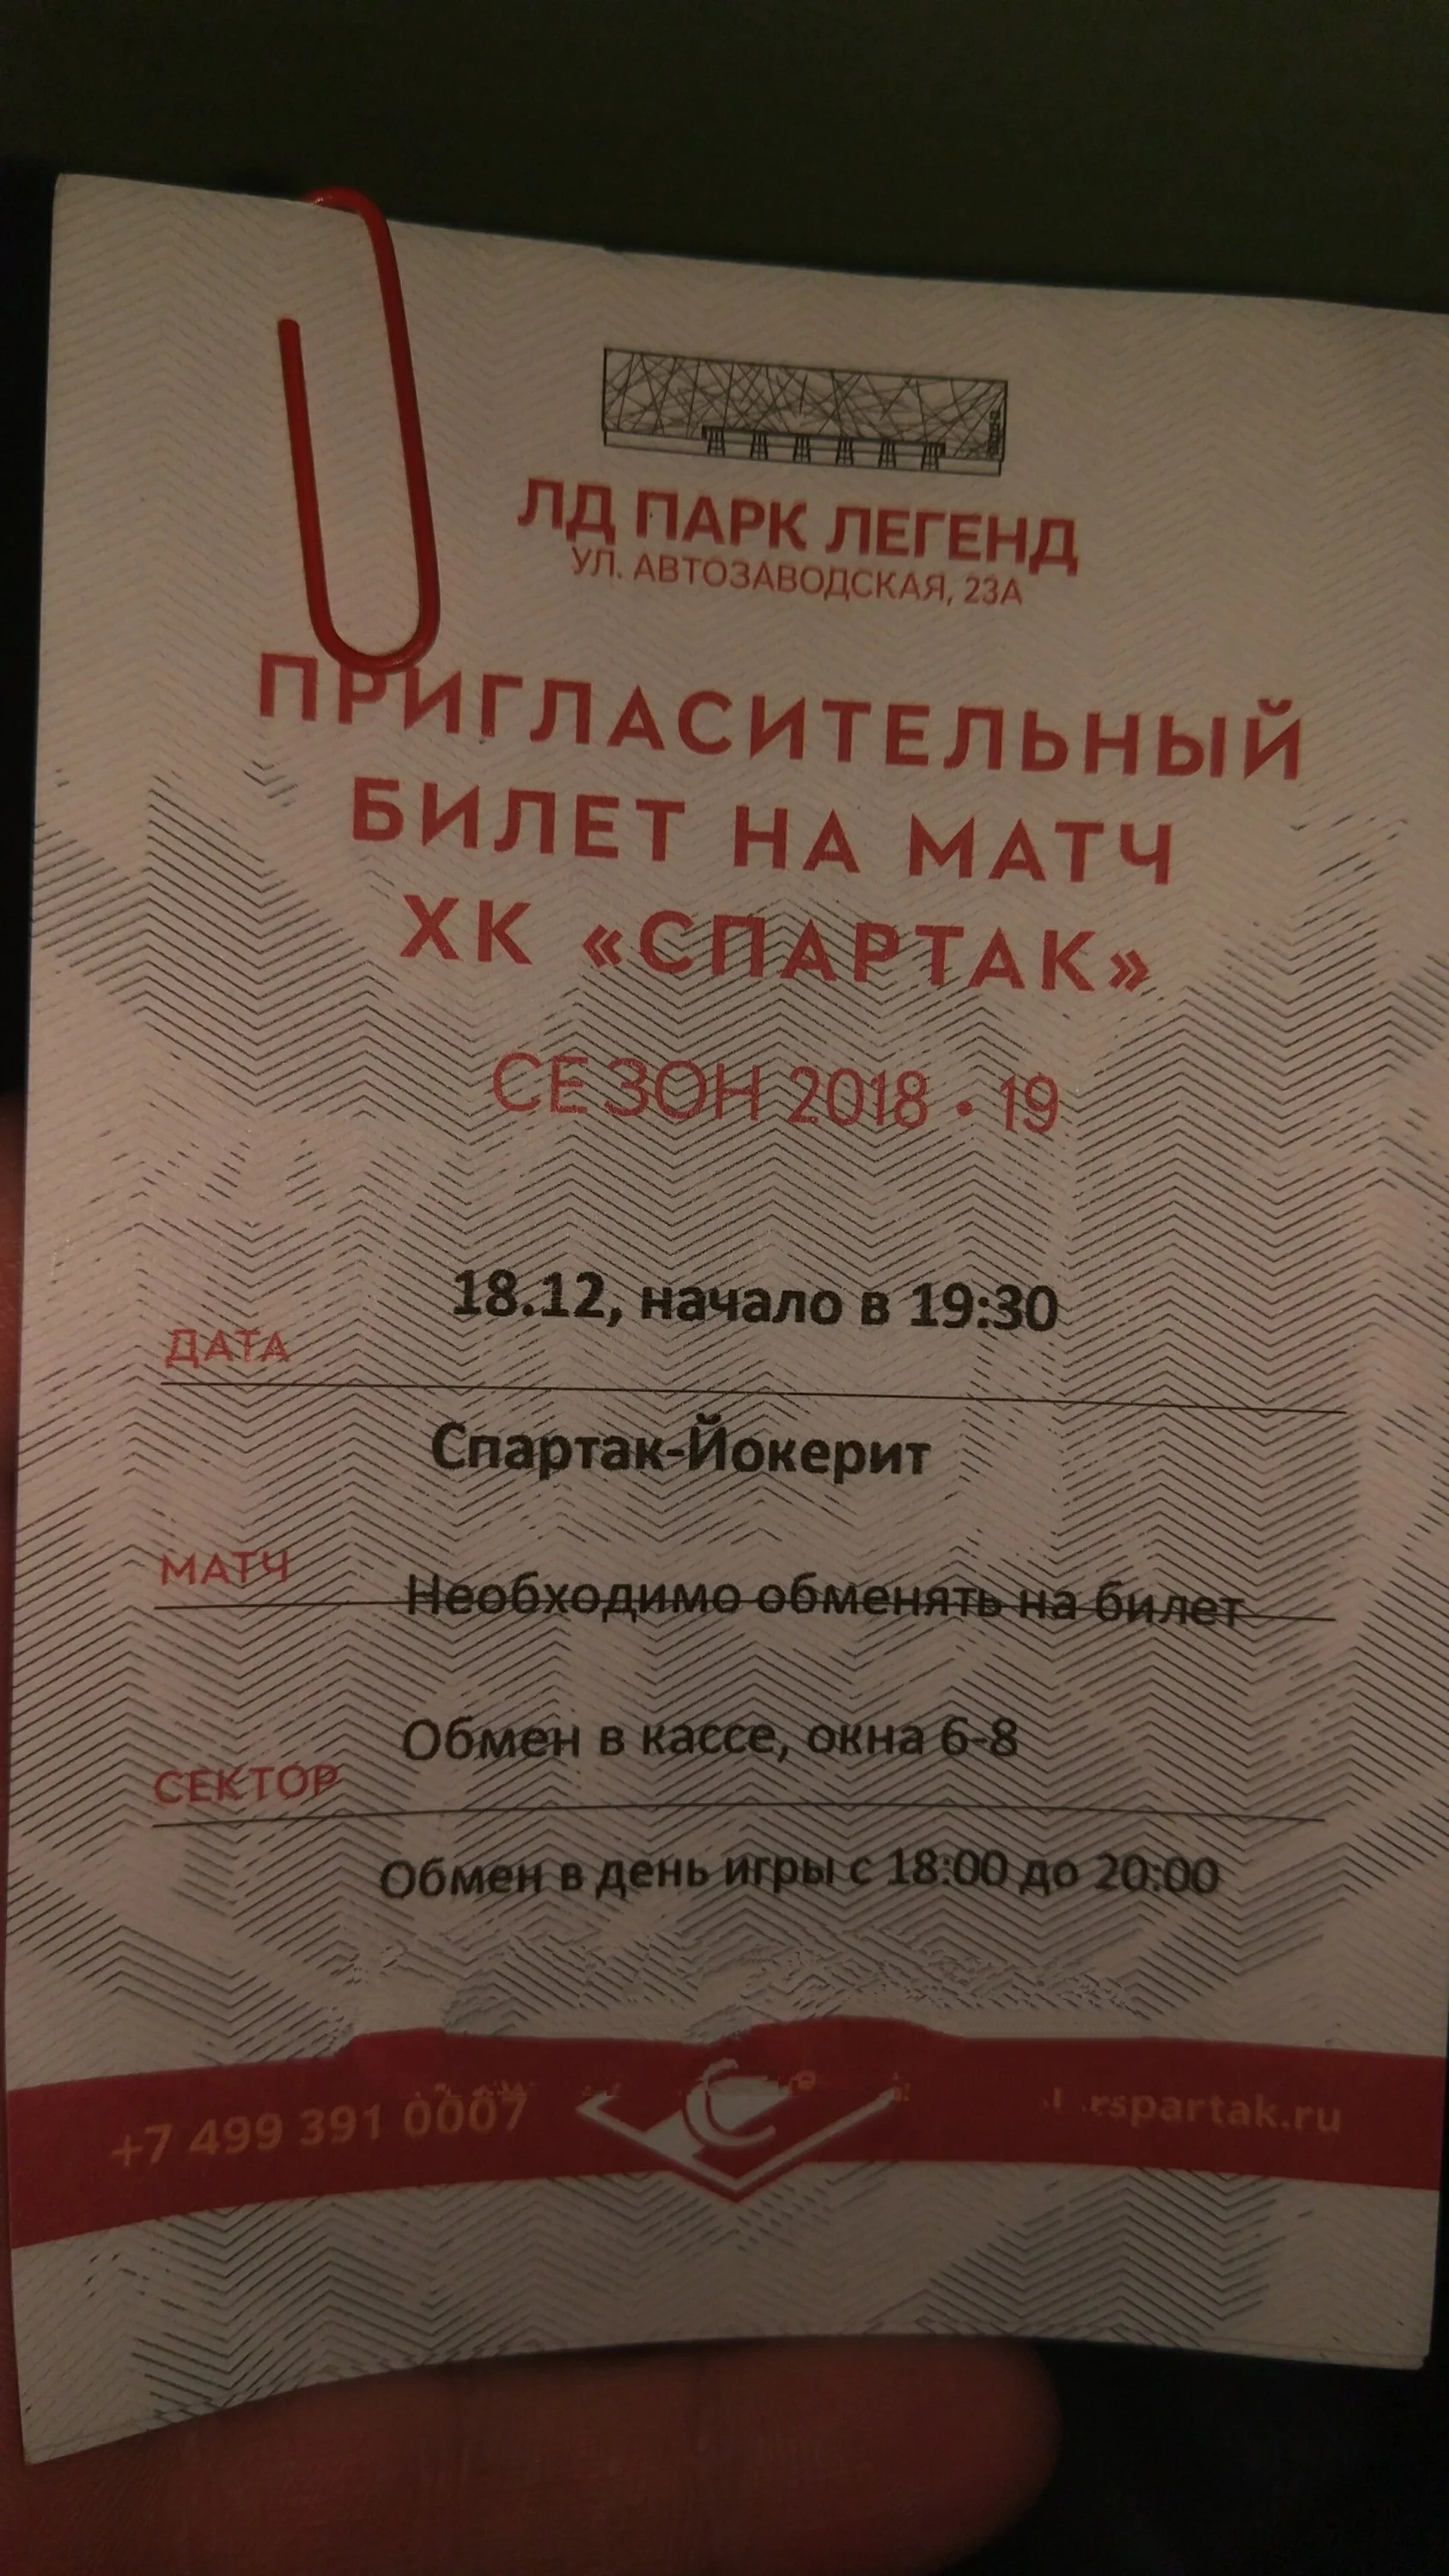 ЛД ПАРК ЛЕГЕНД
УЛ. АВТОЗАВОДСКАЯ, 23А
ПРИГЛАСИТЕЛЬНЫЙ
БИЛЕТ НА МАТЧ
ХК «СПАРТАК»
СЕЗОН 2018 • 19
18.12, начало в 19:30
ДАТА
Спартак-Йокерит
МАТЧ
Необходимо обменять на билет
Обмен в кассе, окна 6-8
СЕКТОР
Обмен в день игры с 18:00 до 20:00
+7 499 391 0007